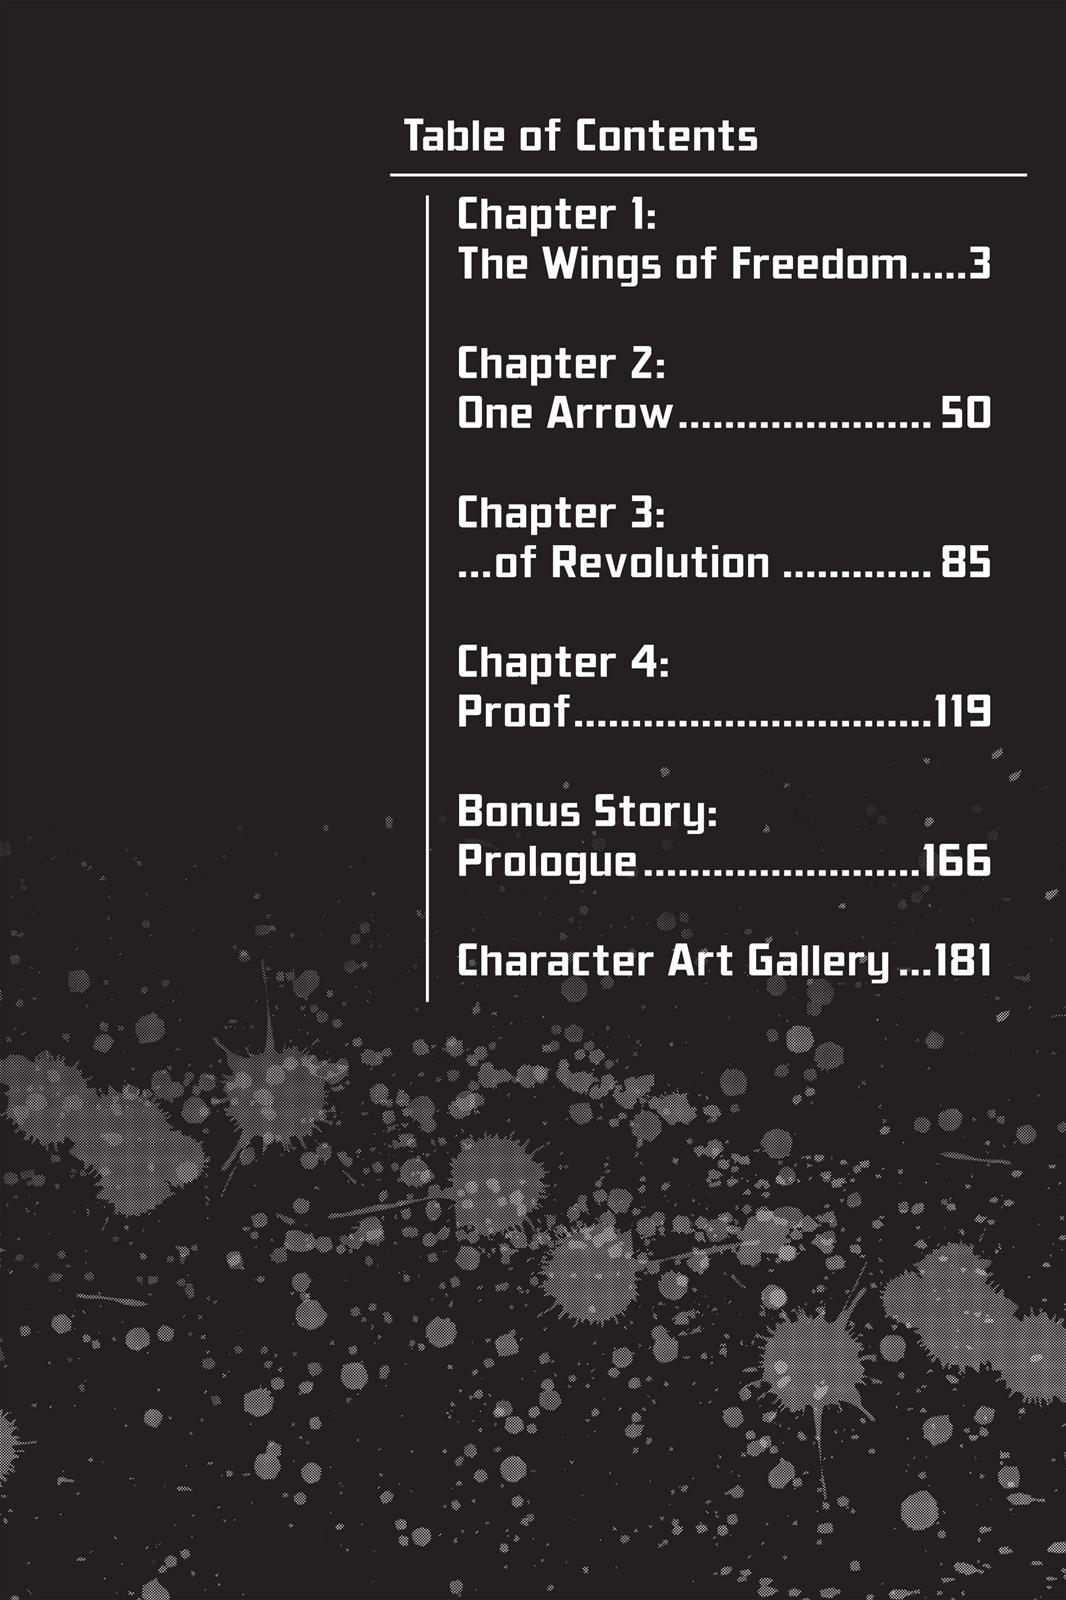 Table of Contents
Chapter 1:
The Wings of Freedom.....3
Chapter 2:
One Arrow...................... 50
Chapter 3:
...of Revolution ............. 85
Chapter 4:
Proof...............................119
Bonus Story:
Prologue........................166
Character Art Gallery ...181